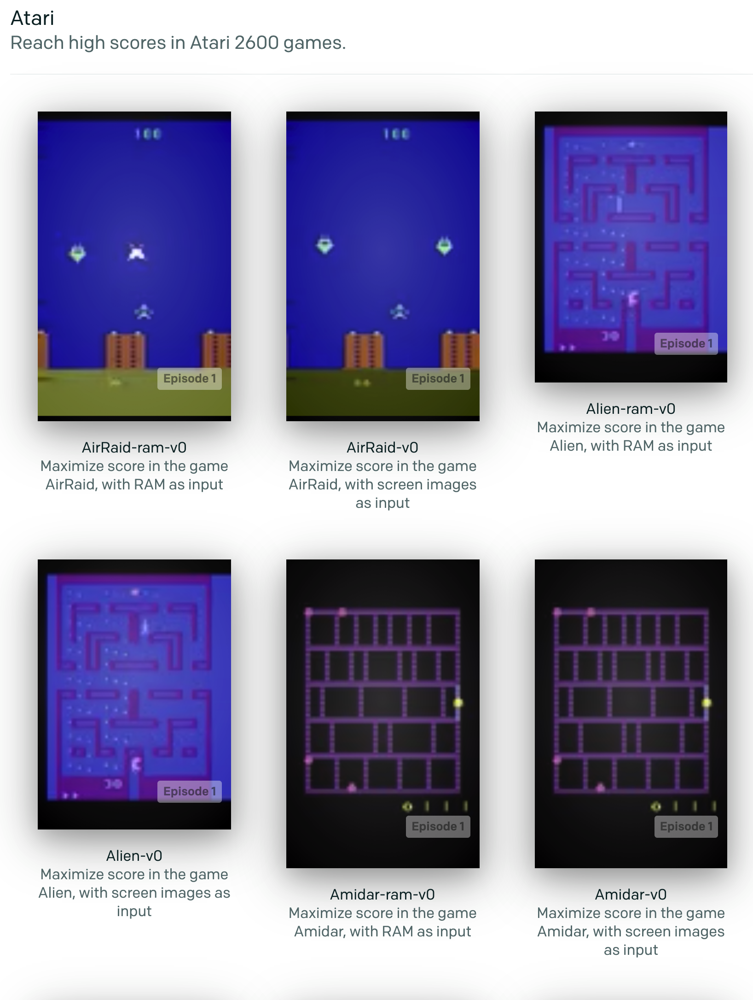 Atari
Reach high scores in Atari 2600 games.
100
100
Episode 1
Episode 1
Episode 1
AirRaid-ram-v0
Maximize score in the game
AirRaid, with RAM as input
AirRaid-v0
Maximize score in the game
AirRaid, with screen images
as input
Alien-ram-v0
Maximize score in the game
Alien, with RAM as input
Episode 1
Episode 1
Episode 1
Alien-v0
Maximize score in the game
Alien, with screen images as
input
Amidar-ram-v0
Maximize score in the game
Amidar, with RAM as input
Amidar-v0
Maximize score in the game
Amidar, with screen images
as input